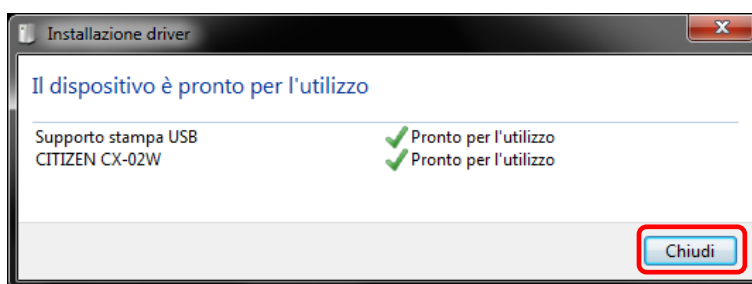 Installazione driver
Il dispositivo è pronto per l'utilizzo
Supporto stampa USB Pronto per l'utilizzo
CITIZEN CX-02W Pronto per l'utilizzo
Chiudi